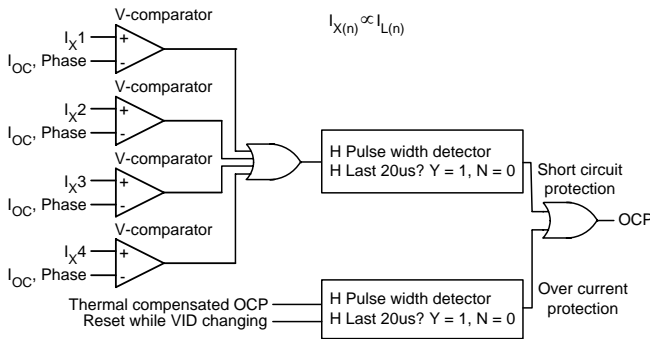 V-comparator
I_X(n) ∝ I_L(n)
I_X1
I_OC, Phase
V-comparator
I_X2
I_OC, Phase
V-comparator
I_X3
I_OC, Phase
V-comparator
I_X4
I_OC, Phase
+
-
+
-
+
-
+
-
H Pulse width detector
H Last 20us? Y = 1, N = 0
Short circuit
protection
OCP
Thermal compensated OCP
Reset while VID changing
H Pulse width detector
H Last 20us? Y = 1, N = 0
Over current
protection